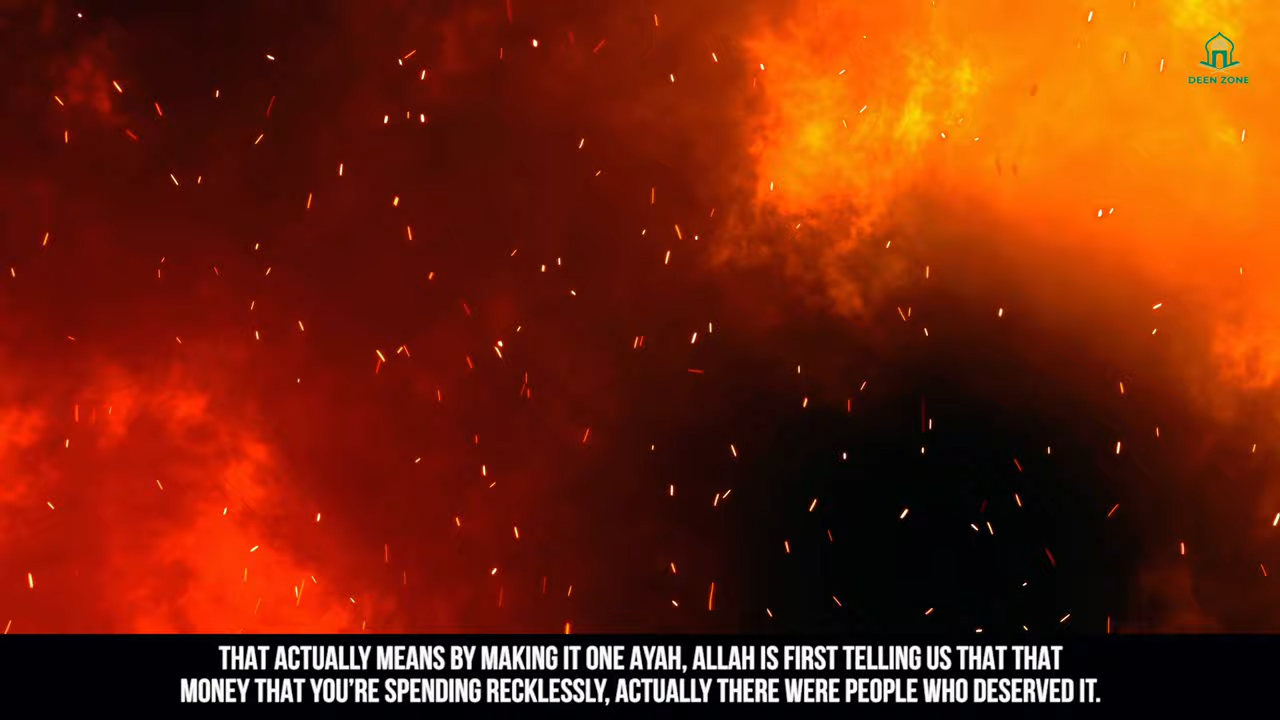 DEEN ZONE
THAT ACTUALLY MEANS BY MAKING IT ONE AYAH, ALLAH IS FIRST TELLING US THAT THAT
MONEY THAT YOU'RE SPENDING RECKLESSLY, ACTUALLY THERE WERE PEOPLE WHO DESERVED IT.